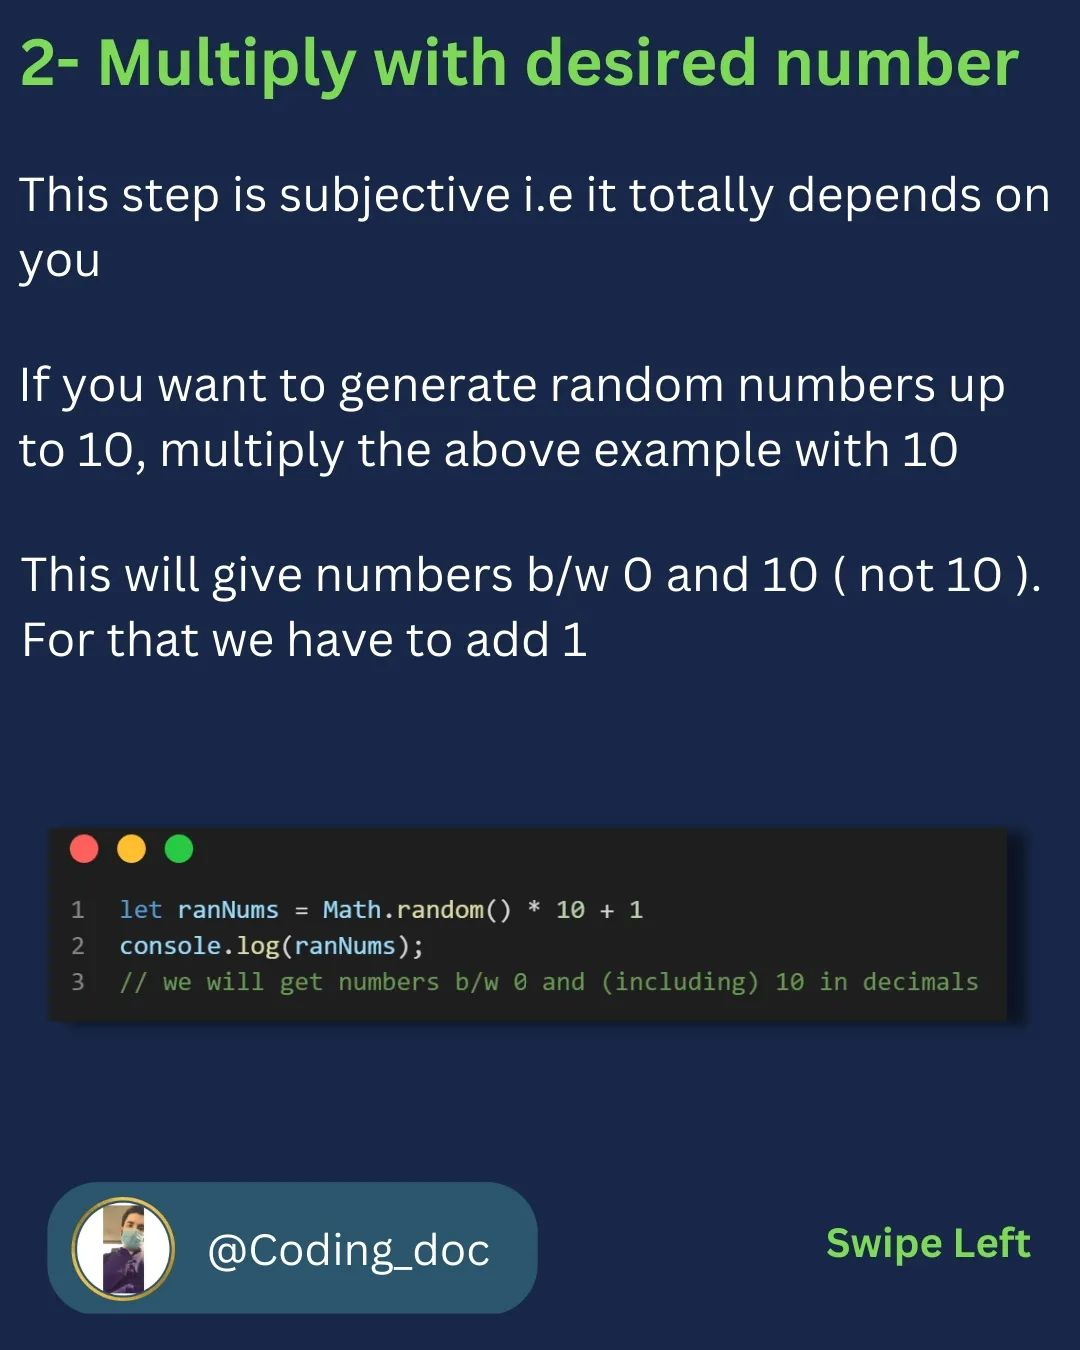 2- Multiply with desired number
This step is subjective i.e it totally depends on
you
If you want to generate random numbers up
to 10, multiply the above example with 10
This will give numbers b/w 0 and 10 ( not 10 ).
For that we have to add 1
1 let ranNums = Math.random() * 10 + 1
2 console.log(ranNums);
3 // we will get numbers b/w 0 and (including) 10 in decimals
@Coding_doc
Swipe Left